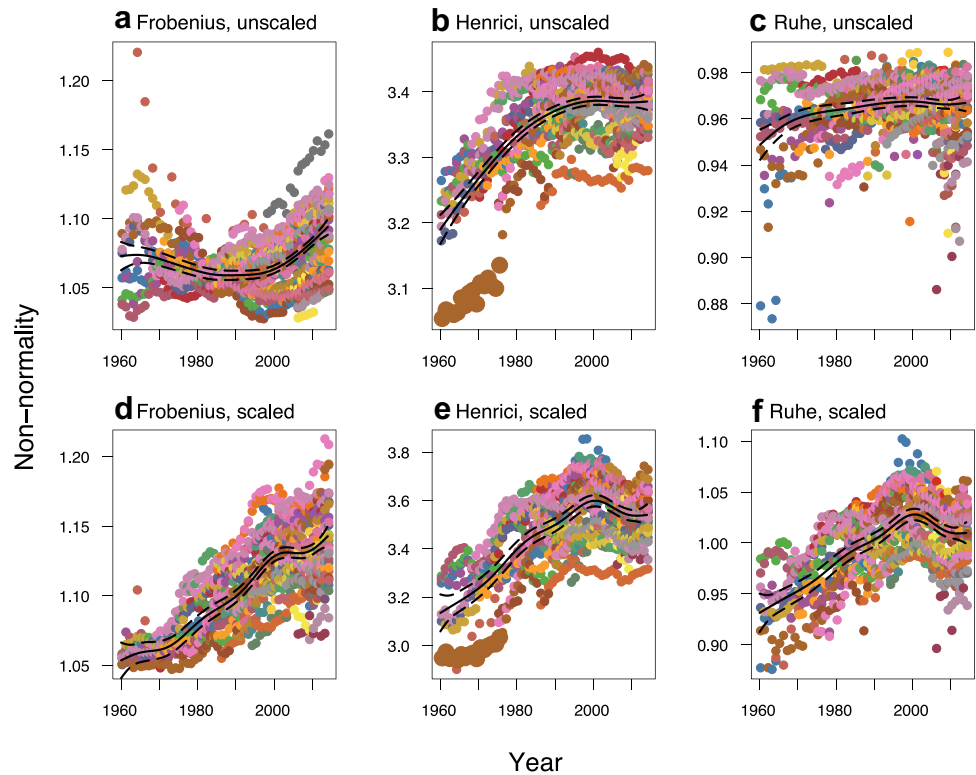 a Frobenius, unscaled
b Henrici, unscaled
c Ruhe, unscaled
1.20
1.15
1.10
1.05
1960 1980 2000
3.4
3.3
3.2
3.1
1960 1980 2000
0.98
0.96
0.94
0.92
0.90
0.88
1960 1980 2000
Non−normality
d Frobenius, scaled
e Henrici, scaled
f Ruhe, scaled
1.20
1.15
1.10
1.05
1960 1980 2000
3.8
3.6
3.4
3.2
3.0
1960 1980 2000
1.10
1.05
1.00
0.95
0.90
1960 1980 2000
Year